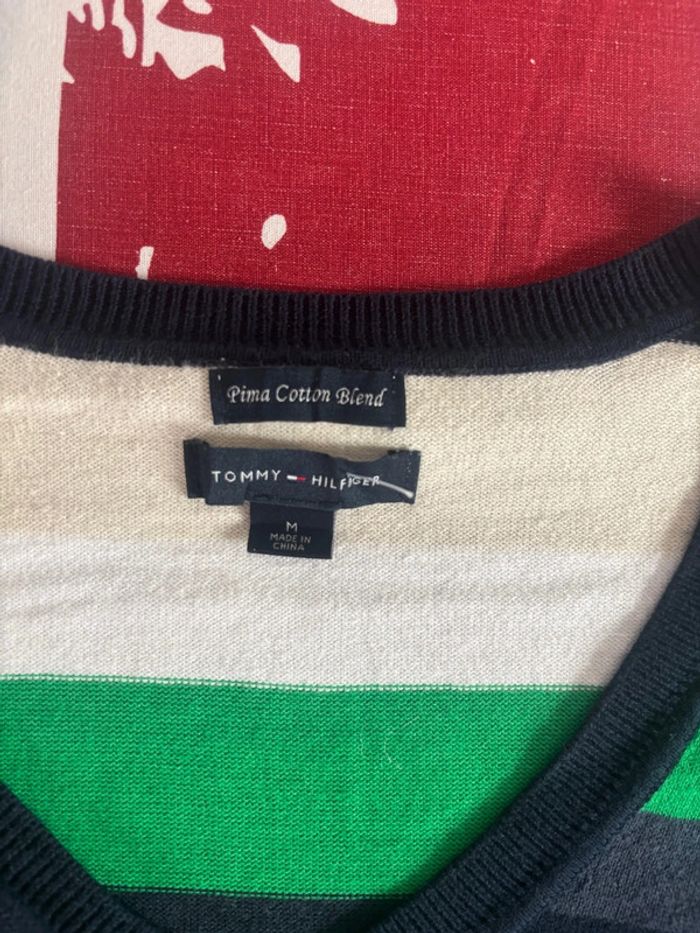 Pima Cotton Blend
TOMMY HILFIGER
M
MADE IN
CHINA